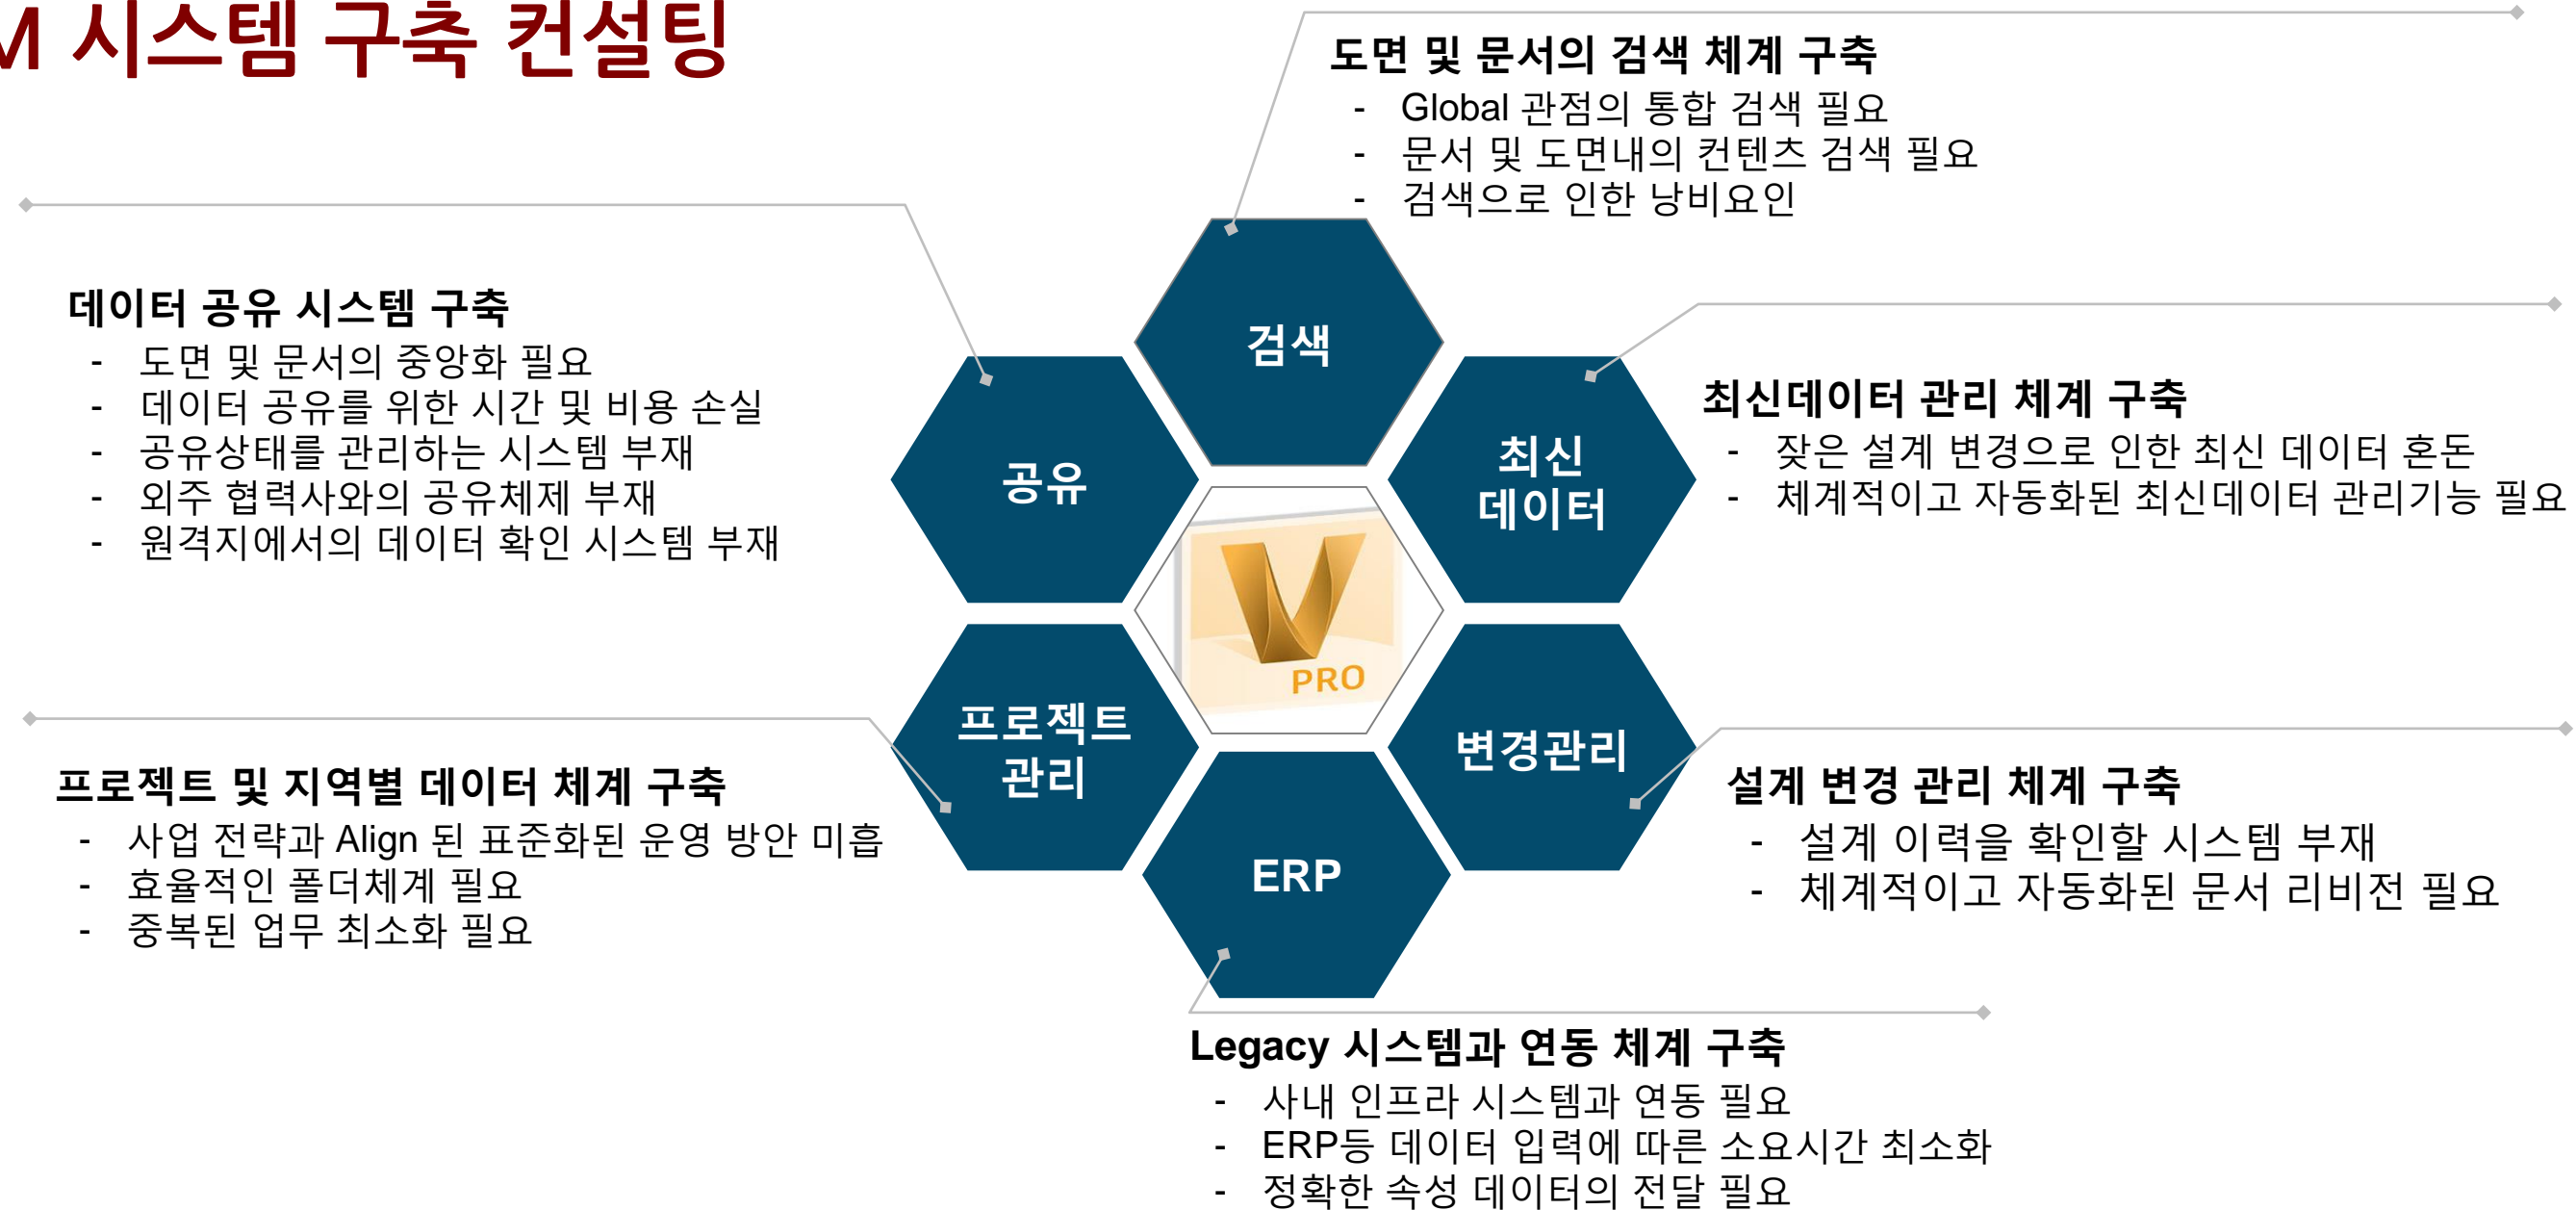 M 시스템 구축 컨설팅
도면 및 문서의 검색 체계 구축
- Global 관점의 통합 검색 필요
- 문서 및 도면내의 컨텐츠 검색 필요
- 검색으로 인한 낭비요인
데이터 공유 시스템 구축
- 도면 및 문서의 중앙화 필요
- 데이터 공유를 위한 시간 및 비용 손실
- 공유상태를 관리하는 시스템 부재
- 외주 협력사와의 공유체제 부재
- 원격지에서의 데이터 확인 시스템 부재
검색
공유
최신
데이터
최신데이터 관리 체계 구축
- 잦은 설계 변경으로 인한 최신 데이터 혼돈
- 체계적이고 자동화된 최신데이터 관리기능 필요
PRO
프로젝트
관리
변경관리
ERP
프로젝트 및 지역별 데이터 체계 구축
- 사업 전략과 Align 된 표준화된 운영 방안 미흡
- 효율적인 폴더체계 필요
- 중복된 업무 최소화 필요
설계 변경 관리 체계 구축
- 설계 이력을 확인할 시스템 부재
- 체계적이고 자동화된 문서 리비전 필요
Legacy 시스템과 연동 체계 구축
- 사내 인프라 시스템과 연동 필요
- ERP등 데이터 입력에 따른 소요시간 최소화
- 정확한 속성 데이터의 전달 필요